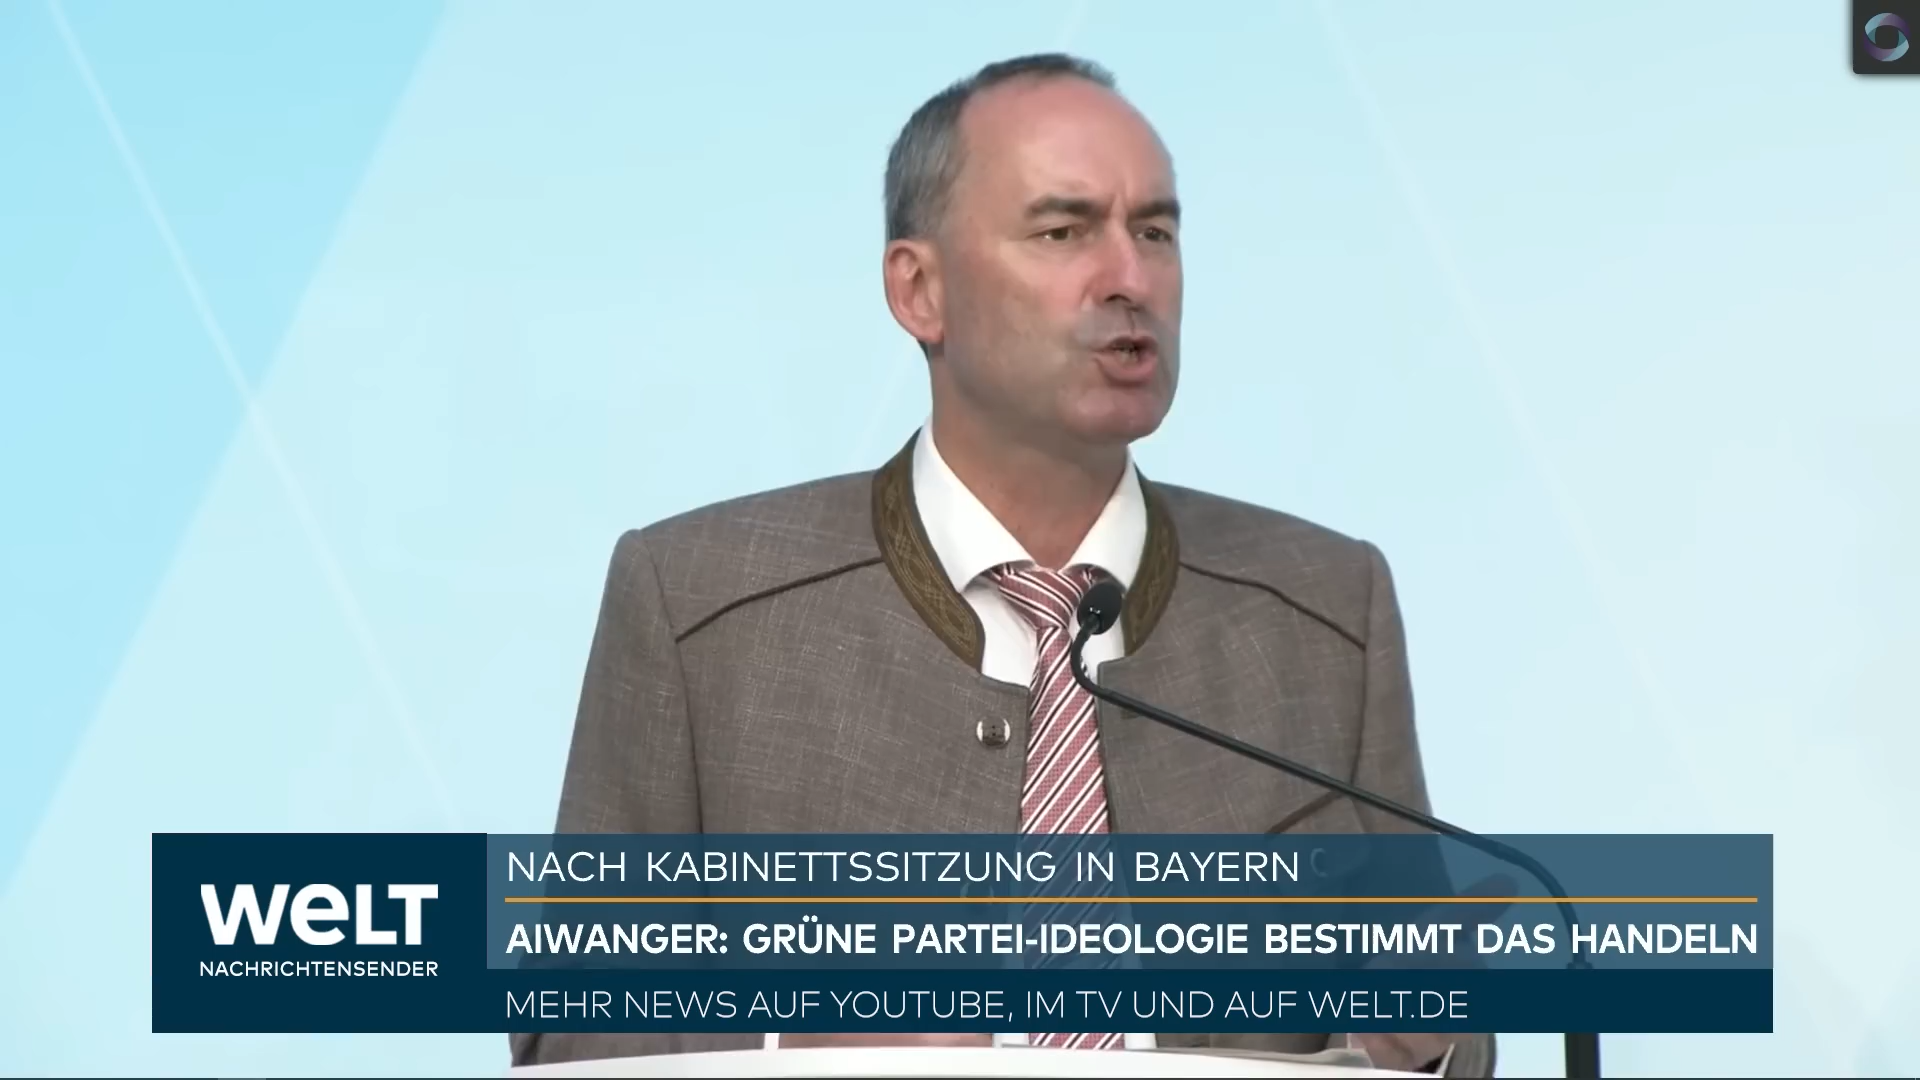 NACH KABINETTSSITZUNG IN BAYERN
AIWANGER: GRÜNE PARTEI-IDEOLOGIE BESTIMMT DAS HANDELN
WELT
NACHRICHTENSENDER
MEHR NEWS AUF YOUTUBE, IM TV UND AUF WELT.DE